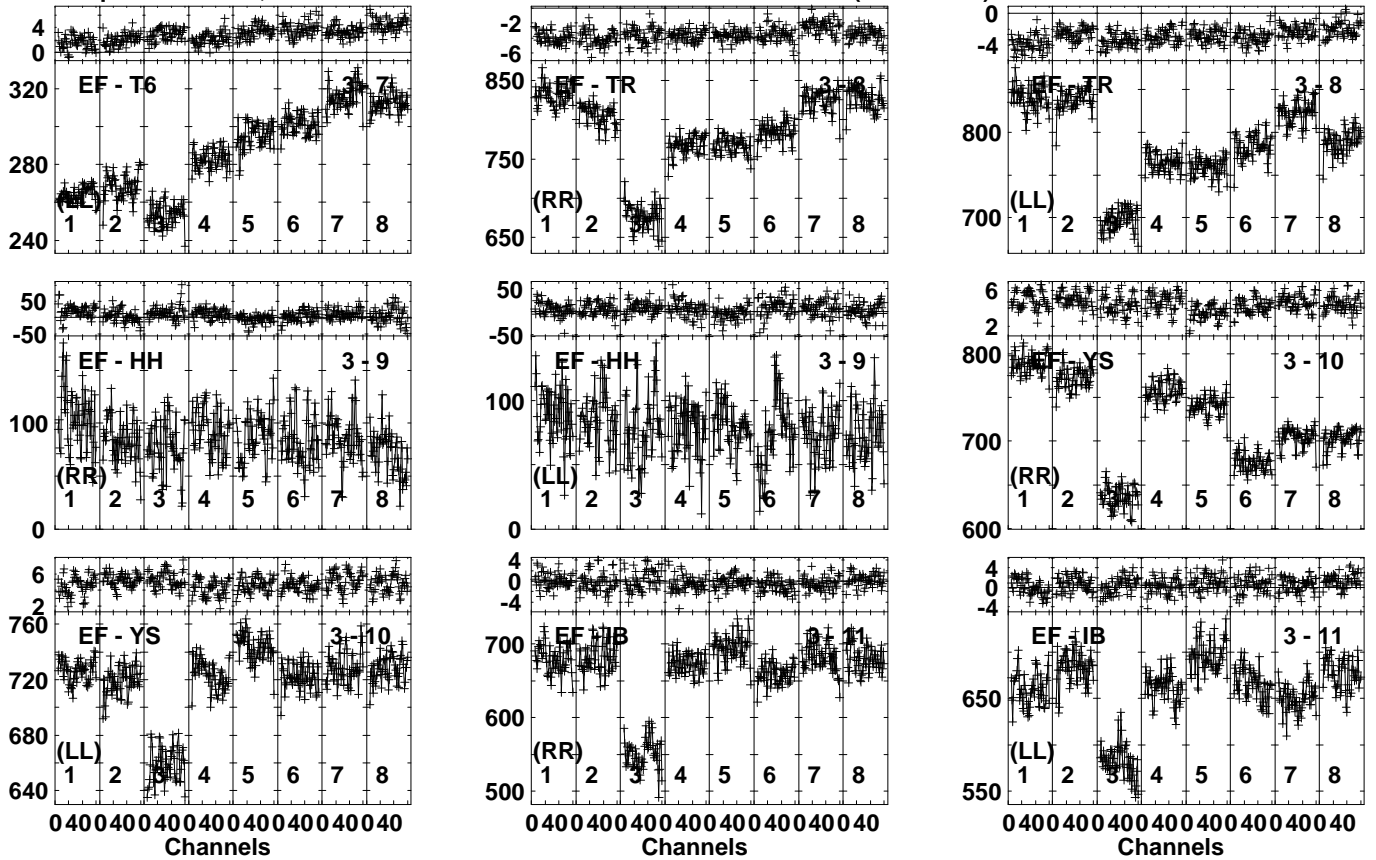 4 0 -2 -6 0 -4
320 280 240 EF - T6 3 - 7 (LL) 1 2 3 4 5 6 7 8
850 750 650 EF - TR 3 - 8 (RR) 1 2 3 4 5 6 7 8
800 700 EF - TR 3 - 8 (LL) 1 2 3 4 5 6 7 8
50 -50 50 -50 6 2
100 0 EF - HH 3 - 9 (RR) 1 2 3 4 5 6 7 8
100 0 EF - HH 3 - 9 (LL) 1 2 3 4 5 6 7 8
800 700 600 EF - YS 3 - 10 (RR) 1 2 3 4 5 6 7 8
6 2 4 0 -4 4 0 -4
760 720 680 640 EF - YS 3 - 10 (LL) 1 2 3 4 5 6 7 8
700 600 500 EF - IB 3 - 11 (RR) 1 2 3 4 5 6 7 8
650 550 EF - IB 3 - 11 (LL) 1 2 3 4 5 6 7 8
0 40 0 40 0 40 0 40 0 40 0 40 0 40 0 40
0 40 0 40 0 40 0 40 0 40 0 40 0 40 0 40
0 40 0 40 0 40 0 40 0 40 0 40 0 40 0 40
Channels Channels Channels